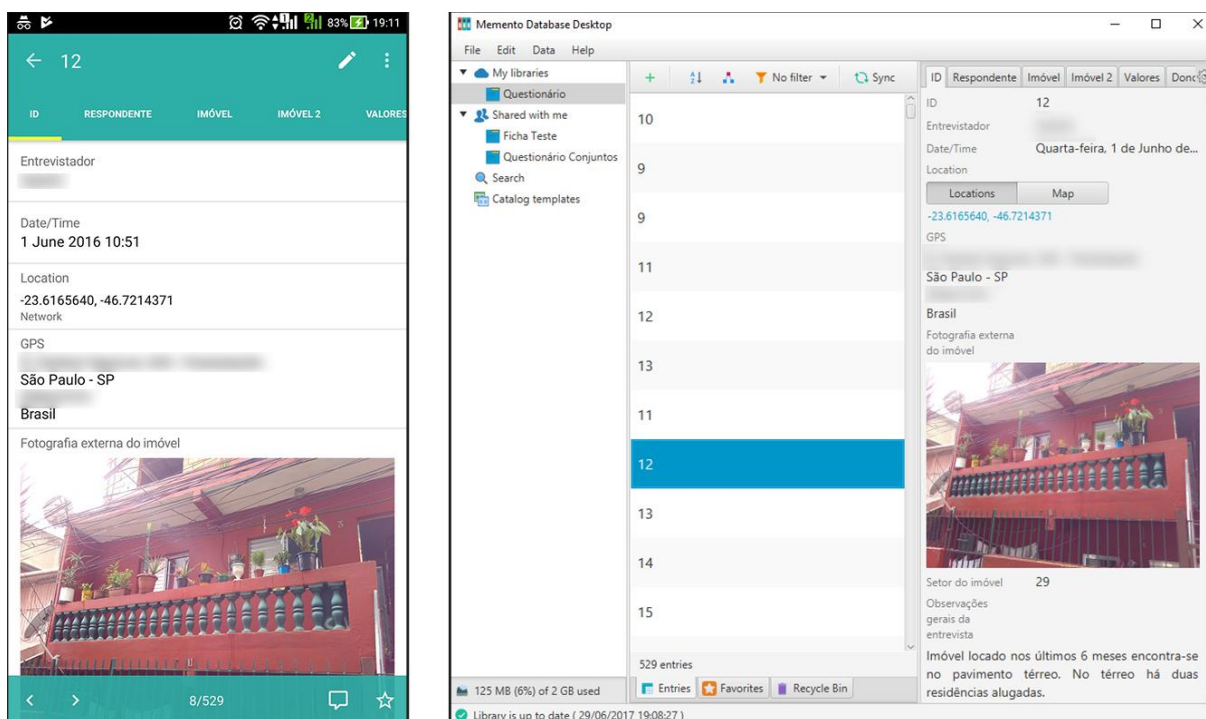 83% 19:11
12
ID RESPONDENTE IMÓVEL IMÓVEL 2 VALORES
Entrevistador
Date/Time
1 June 2016 10:51
Location
-23.6165640, -46.7214371
Network
GPS
São Paulo - SP
Brasil
Fotografia externa do imóvel
8/529
Memento Database Desktop
File Edit Data Help
My libraries
Questionário
Shared with me
Ficha Teste
Questionário Conjuntos
Search
Catalog templates
125 MB (6%) of 2 GB used
No filter Sync
10
9
9
11
12
13
11
12
13
14
15
529 entries
Entries Favorites Recycle Bin
ID Respondente Imóvel Imóvel 2 Valores
ID 12
Entrevistador
Date/Time Quarta-feira, 1 de Junho de...
Location
Locations Map
-23.6165640, -46.7214371
GPS
São Paulo - SP
Brasil
Fotografia externa
do imóvel
Setor do imóvel 29
Observações
gerais da
entrevista
Imóvel locado nos últimos 6 meses encontra-se
no pavimento térreo. No térreo há duas
residências alugadas.
Library is up to date ( 29/06/2017 19:08:27 )